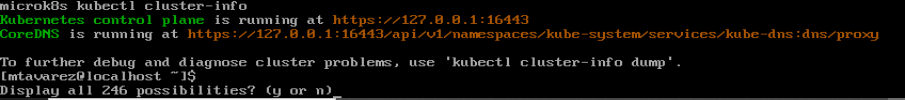 microk8s kubectl cluster-info
Kubernetes control plane is running at https://127.0.0.1:16443
CoreDNS is running at https://127.0.0.1:16443/api/v1/namespaces/kube-system/services/kube-dns:dns/proxy
To further debug and diagnose cluster problems, use 'kubectl cluster-info dump'.
[mtavarez@localhost ~]$
Display all 246 possibilities? (y or n)_